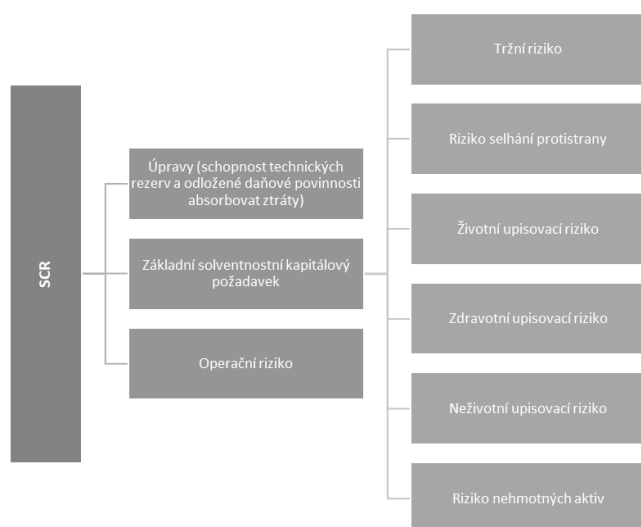 SCR
Úpravy (schopnost technických
rezerv a odložené daňové povinnosti
absorbovat ztráty)
Základní solventnostní kapitálový
požadavek
Operační riziko
Tržní riziko
Riziko selhání protistrany
Životní upisovací riziko
Zdravotní upisovací riziko
Neživotní upisovací riziko
Riziko nehmotných aktiv